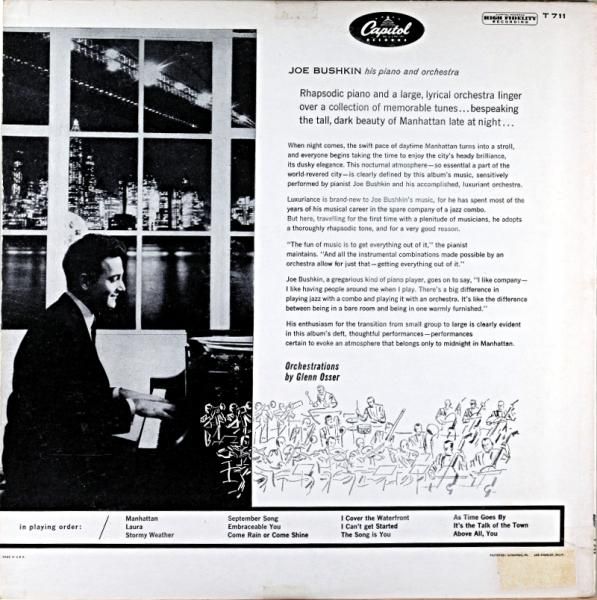 Capitol
RECORDS
HIGH FIDELITY
RECORDING
T 711
JOE BUSHKIN his piano and orchestra
Rhapsodic piano and a large, lyrical orchestra linger
over a collection of memorable tunes...bespeaking
the tall, dark beauty of Manhattan late at night...
When night comes, the swift pace of daytime Manhattan turns into a stroll,
and everyone begins taking the time to enjoy the city's heady brilliance,
its dusky elegance. This nocturnal atmosphere—so essential a part of the
world-revered city—is clearly defined by this album's music, sensitively
performed by pianist Joe Bushkin and his accomplished, luxuriant orchestra.
Luxuriance is brand-new to Joe Bushkin's music, for he has spent most of the
years of his musical career in the spare company of a jazz combo.
But here, travelling for the first time with a plenitude of musicians, he adopts
a thoroughly rhapsodic tone, and for a very good reason.
"The fun of music is to get everything out of it," the pianist
maintains. "And all the instrumental combinations made possible by an
orchestra allow for just that—getting everything out of it."
Joe Bushkin, a gregarious kind of piano player, goes on to say, "I like company—
I like having people around me when I play. There's a big difference in
playing jazz with a combo and playing it with an orchestra. It's like the difference
between being in a bare room and being in one warmly furnished."
His enthusiasm for the transition from small group to large is clearly evident
in this album's deft, thoughtful performances—performances
certain to evoke an atmosphere that belongs only to midnight in Manhattan.
Orchestrations
by Glenn Osser
in playing order:
Manhattan
Laura
Stormy Weather
September Song
Embraceable You
Come Rain or Come Shine
I Cover the Waterfront
I Can't get Started
The Song is You
As Time Goes By
It's the Talk of the Town
Above All, You
MADE IN U.S.A.